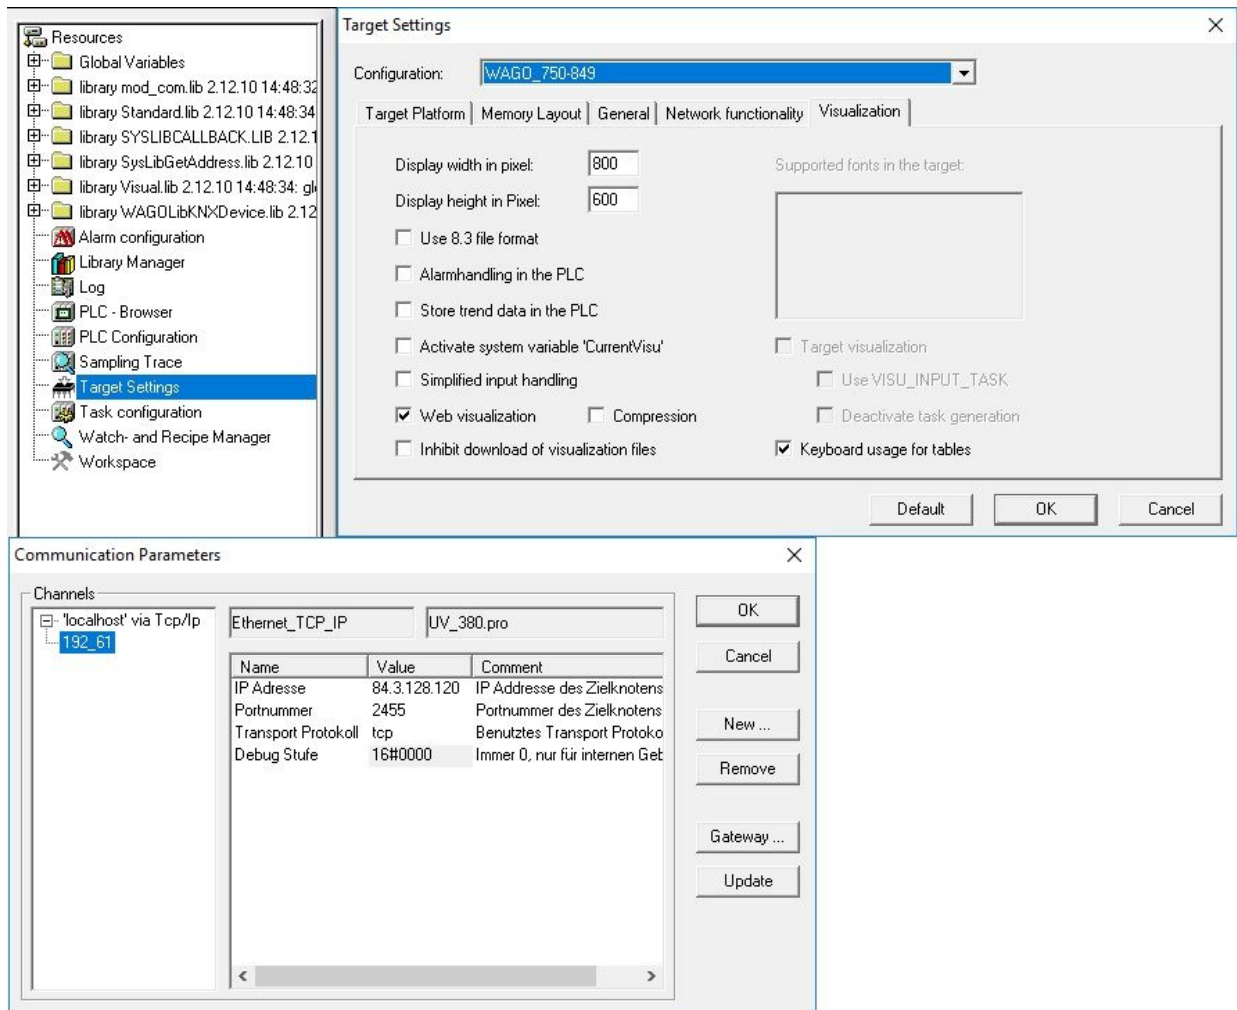 Resources
Global Variables
library mod_com.lib 2.12.10 14:48:32
library Standard.lib 2.12.10 14:48:34
library SYSLIBCALLBACK.LIB 2.12.1
library SysLibGetAddress.lib 2.12.10
library Visual.lib 2.12.10 14:48:34: gl
library WAGOLibKNXDevice.lib 2.12
Alarm configuration
Library Manager
Log
PLC - Browser
PLC Configuration
Sampling Trace
Target Settings
Task configuration
Watch- and Recipe Manager
Workspace
Target Settings
Configuration: WAGO_750-849
Target Platform Memory Layout General Network functionality Visualization
Display width in pixel: 800
Supported fonts in the target:
Display height in Pixel: 600
Use 8.3 file format
Alarmhandling in the PLC
Store trend data in the PLC
Activate system variable 'CurrentVisu'
Target visualization
Simplified input handling
Use VISU_INPUT_TASK
Web visualization Compression
Deactivate task generation
Inhibit download of visualization files
Keyboard usage for tables
Default OK Cancel
Communication Parameters
Channels
'localhost' via Tcp/Ip
192_61
Ethernet_TCP_IP UV_380.pro
Name Value Comment
IP Adresse 84.3.128.120 IP Addresse des Zielknotens
Portnummer 2455 Portnummer des Zielknotens
Transport Protokoll tcp Benutztes Transport Protoko
Debug Stufe 16#0000 Immer 0, nur für internen Get
OK
Cancel
New ...
Remove
Gateway ...
Update